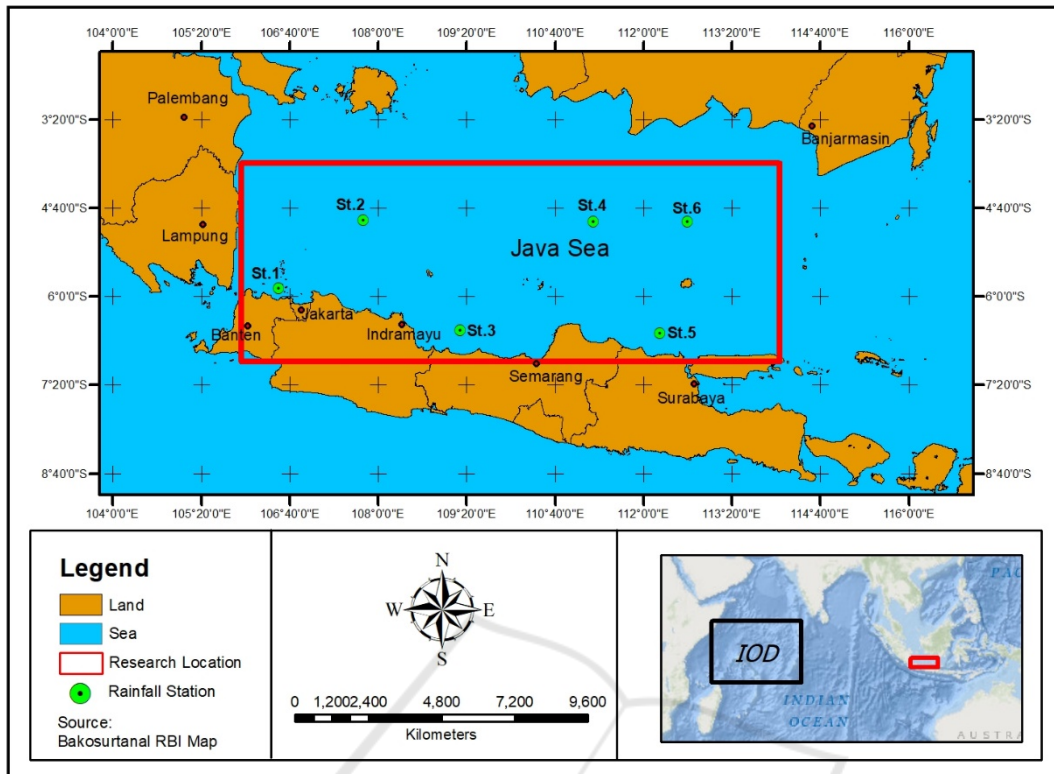 104°0'0"E 105°20'0"E 106°40'0"E 108°0'0"E 109°20'0"E 110°40'0"E 112°0'0"E 113°20'0"E 114°40'0"E 116°0'0"E
Palembang
3°20'0"S 3°20'0"S
Banjarmasin
4°40'0"S St.2 St.4 St.6 4°40'0"S
Lampung
Java Sea
St.1
6°0'0"S 6°0'0"S
Jakarta
Banten Indramayu St.3 St.5
Semarang
7°20'0"S 7°20'0"S
Surabaya
8°40'0"S 8°40'0"S
104°0'0"E 105°20'0"E 106°40'0"E 108°0'0"E 109°20'0"E 110°40'0"E 112°0'0"E 113°20'0"E 114°40'0"E 116°0'0"E
Legend
Land
Sea
Research Location
Rainfall Station
Source:
Bakosurtanal RBI Map
N
W E
S
0 1,200 2,400 4,800 7,200 9,600
Kilometers
PAC
IOD
INDIAN
OCEAN
AUSTRA